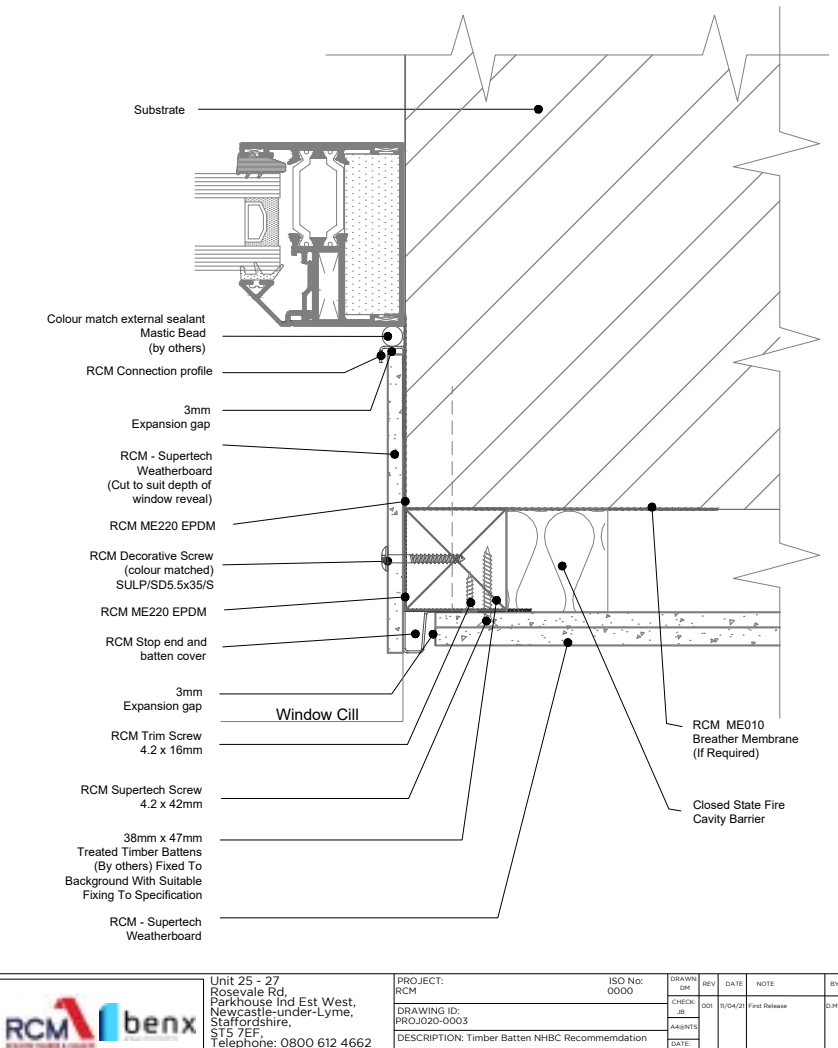 Substrate
Colour match external sealant
Mastic Bead
(by others)
RCM Connection profile
3mm
Expansion gap
RCM - Supertech
Weatherboard
(Cut to suit depth of
window reveal)
RCM ME220 EPDM
RCM Decorative Screw
(colour matched)
SULP/SD5.5x35/S
RCM ME220 EPDM
RCM Stop end and
batten cover
3mm
Expansion gap
Window Cill
RCM Trim Screw
4.2 x 16mm
RCM Supertech Screw
4.2 x 42mm
38mm x 47mm
Treated Timber Battens
(By others) Fixed To
Background With Suitable
Fixing To Specification
RCM - Supertech
Weatherboard
RCM ME010
Breather Membrane
(If Required)
Closed State Fire
Cavity Barrier
RCM
benx
Unit 25 - 27
Rosevale Rd,
Parkhouse Ind Est West,
Newcastle-under-Lyme,
Staffordshire,
ST5 7EF,
Telephone: 0800 612 4662
PROJECT:
RCM
ISO No:
0000
DRAWING ID:
PROJ020-0003
DESCRIPTION: Timber Batten NHBC Recommemdation
DRAWN:
DM
CHECK:
JB
A4@NTS
DATE:
REV
DATE
NOTE
BY
001
11/04/21
First Release
D.M